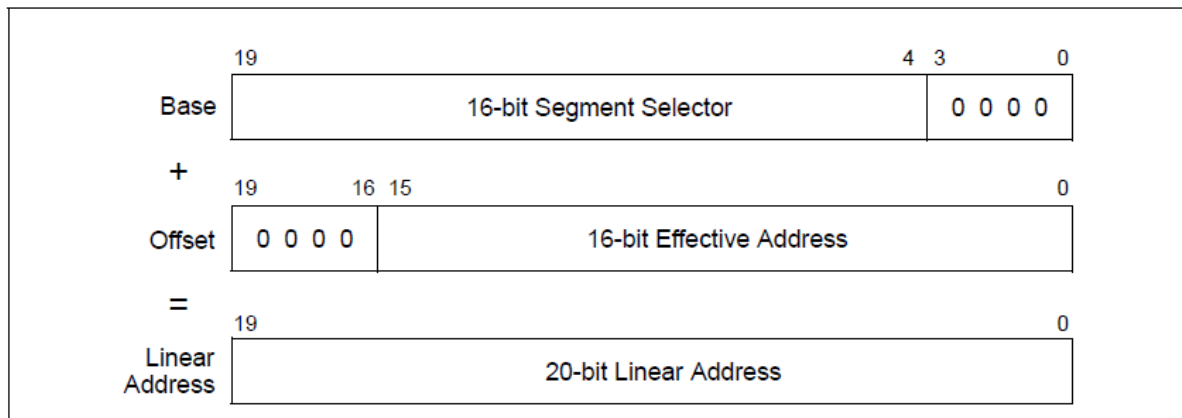 19 4 3 0
Base 16-bit Segment Selector 0 0 0 0
+
19 16 15 0
Offset 0 0 0 0 16-bit Effective Address
=
19 0
Linear
Address
20-bit Linear Address